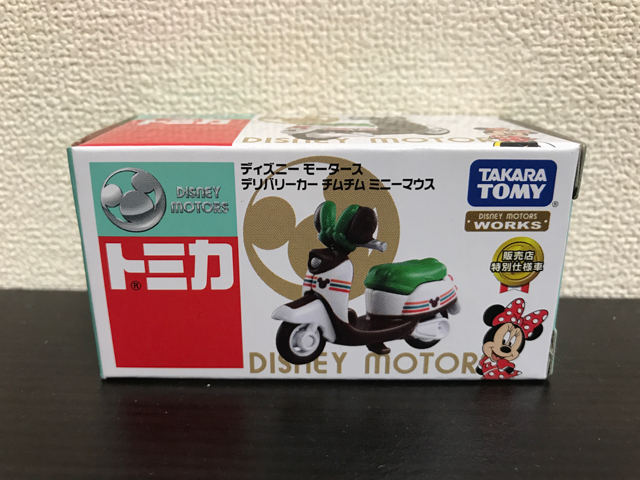 DISNEY MOTOR
ディズニー モータース
デリバリーカー チムチム ミニーマウス
DISNEY
MOTORS
トミカ
®
TAKARA
TOMY
®
DISNEY MOTORS
WORKS
販売店
特別仕様車
DISNEY MOTOR